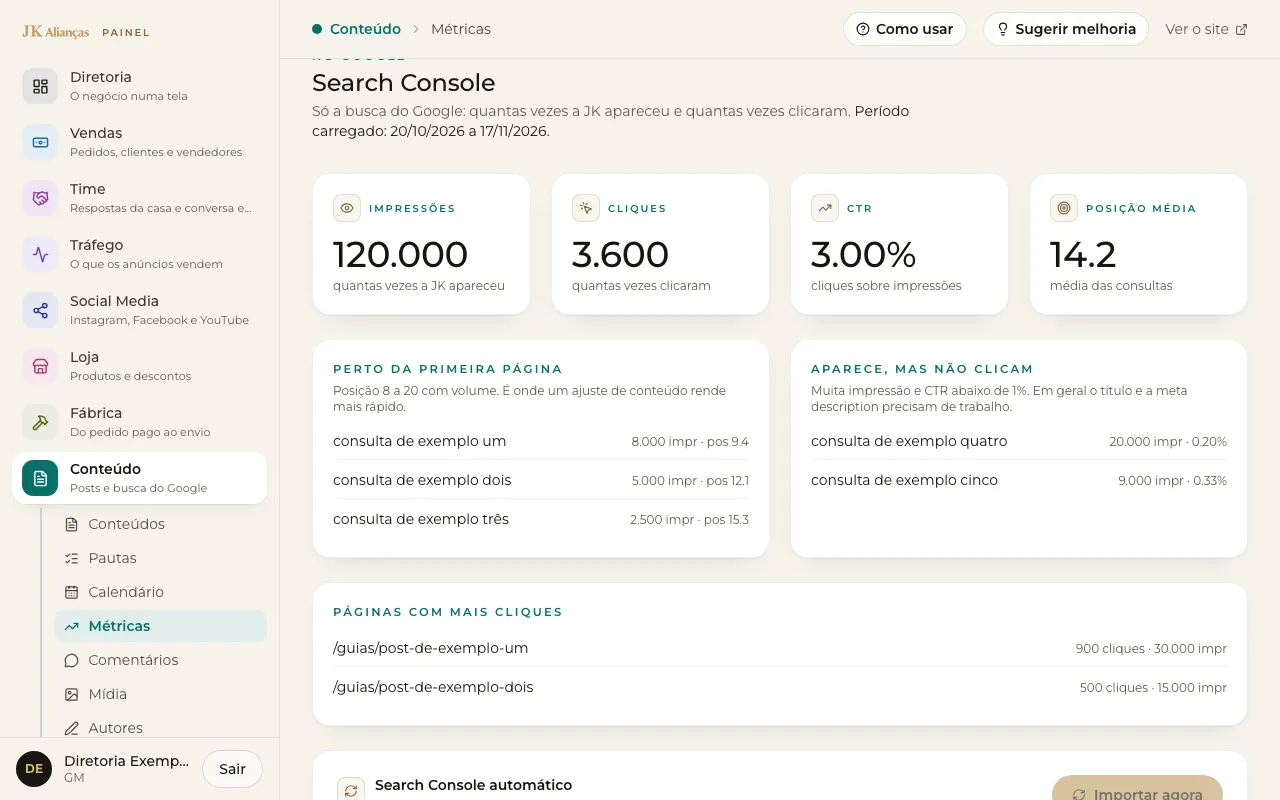 JK Alianças PAINEL
Diretoria
O negócio numa tela
Vendas
Pedidos, clientes e vendedores
Time
Respostas da casa e conversa e...
Tráfego
O que os anúncios vendem
Social Media
Instagram, Facebook e YouTube
Loja
Produtos e descontos
Fábrica
Do pedido pago ao envio
Conteúdo
Posts e busca do Google
Conteúdos
Pautas
Calendário
Métricas
Comentários
Mídia
Autores
DE
Diretoria Exemp...
GM
Sair
Conteúdo > Métricas
Como usar
Sugerir melhoria
Ver o site
Search Console
Só a busca do Google: quantas vezes a JK apareceu e quantas vezes clicaram. Período
carregado: 20/10/2026 a 17/11/2026.
IMPRESSÕES
120.000
quantas vezes a JK apareceu
CLIQUES
3.600
quantas vezes clicaram
CTR
3.00%
cliques sobre impressões
POSIÇÃO MÉDIA
14.2
média das consultas
PERTO DA PRIMEIRA PÁGINA
Posição 8 a 20 com volume. É onde um ajuste de conteúdo rende
mais rápido.
consulta de exemplo um 8.000 impr · pos 9.4
consulta de exemplo dois 5.000 impr · pos 12.1
consulta de exemplo três 2.500 impr · pos 15.3
APARECE, MAS NÃO CLICAM
Muita impressão e CTR abaixo de 1%. Em geral o título e a meta
description precisam de trabalho.
consulta de exemplo quatro 20.000 impr · 0.20%
consulta de exemplo cinco 9.000 impr · 0.33%
PÁGINAS COM MAIS CLIQUES
/guias/post-de-exemplo-um 900 cliques · 30.000 impr
/guias/post-de-exemplo-dois 500 cliques · 15.000 impr
Search Console automático
Importar agora